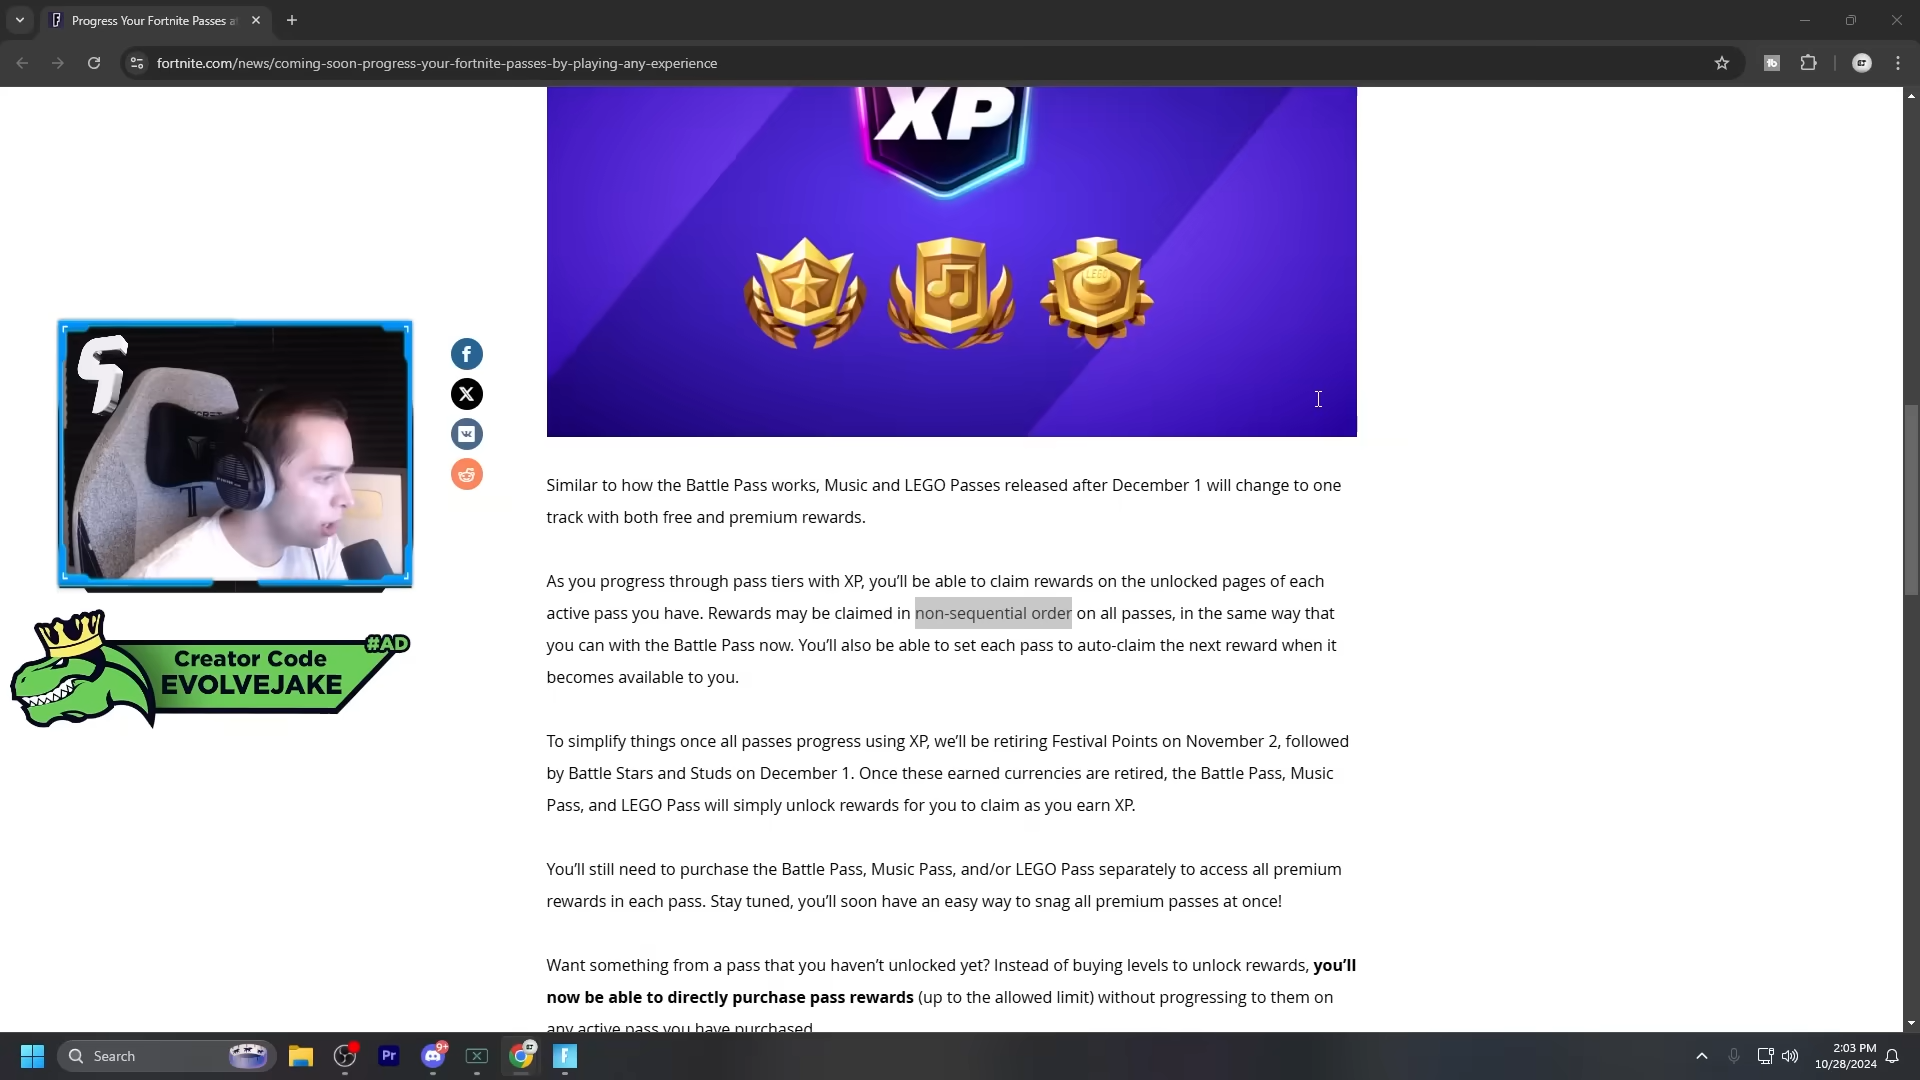 Progress Your Fortnite Passes a
fortnite.com/news/coming-soon-progress-your-fortnite-passes-by-playing-any-experience
XP
LEGO
Similar to how the Battle Pass works, Music and LEGO Passes released after December 1 will change to one
track with both free and premium rewards.
As you progress through pass tiers with XP, you’ll be able to claim rewards on the unlocked pages of each
active pass you have. Rewards may be claimed in non-sequential order on all passes, in the same way that
you can with the Battle Pass now. You’ll also be able to set each pass to auto-claim the next reward when it
becomes available to you.
#AD
Creator Code
EVOLVEJAKE
To simplify things once all passes progress using XP, we’ll be retiring Festival Points on November 2, followed
by Battle Stars and Studs on December 1. Once these earned currencies are retired, the Battle Pass, Music
Pass, and LEGO Pass will simply unlock rewards for you to claim as you earn XP.
You’ll still need to purchase the Battle Pass, Music Pass, and/or LEGO Pass separately to access all premium
rewards in each pass. Stay tuned, you’ll soon have an easy way to snag all premium passes at once!
Want something from a pass that you haven’t unlocked yet? Instead of buying levels to unlock rewards, you’ll
now be able to directly purchase pass rewards (up to the allowed limit) without progressing to them on
any active pass you have purchased.
Search
Pr
9+
2:03 PM
10/28/2024